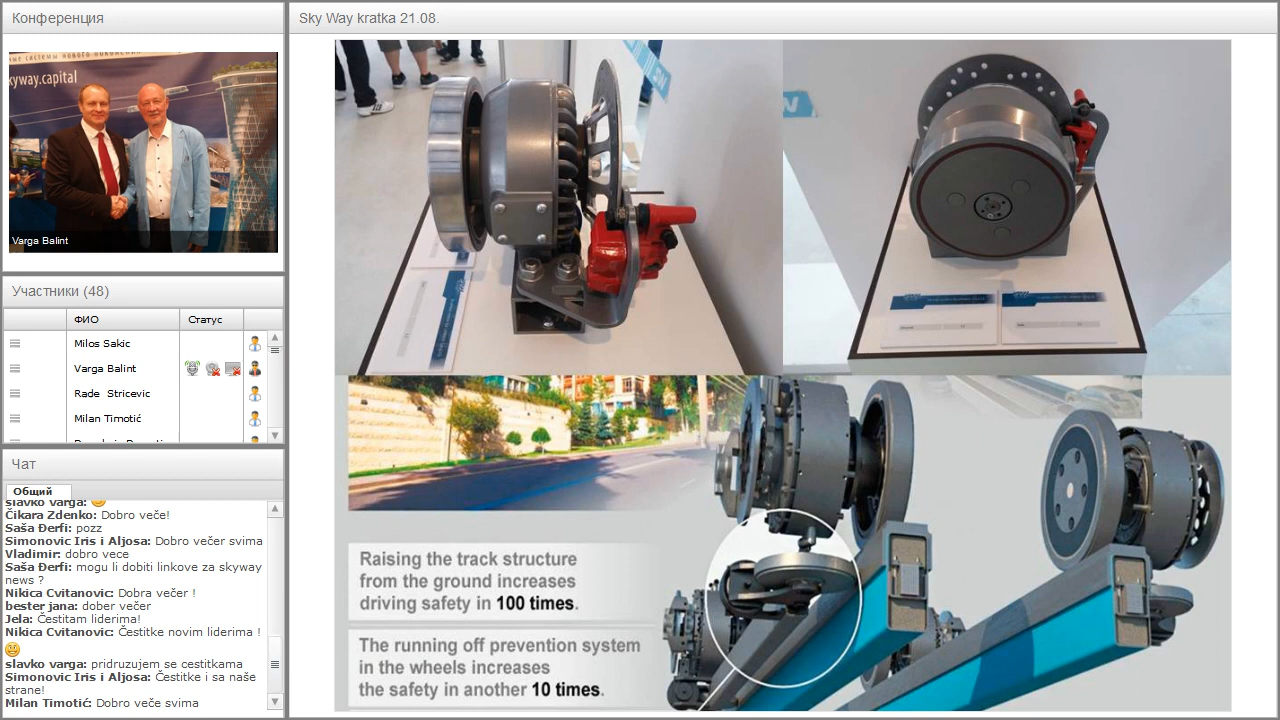 Конференция
kyway.capital
Varga Balint
Участники (48)
ФИО
Статус
Milos Sakic
Varga Balint
Rade Stricevic
Milan Timotić
Чат
Общий
slavko varga:
Čikara Zdenko: Dobro veče!
Saša Đerfi: pozz
Simonovic Iris i Aljosa: Dobro večer svima
Vladimir: dobro vece
Saša Đerfi: mogu li dobiti linkove za skyway
news ?
Nikica Cvitanovic: Dobra večer !
bester jana: dober večer
Jela: Čestitam liderima!
Nikica Cvitanovic: Čestitke novim liderima !
slavko varga: pridruzujem se cestitkama
Simonovic Iris i Aljosa: Čestitke i sa naše
strane!
Milan Timotić: Dobro veče svima
Sky Way kratka 21.08.
Raising the track structure
from the ground increases
driving safety in 100 times.
The running off prevention system
in the wheels increases
the safety in another 10 times.